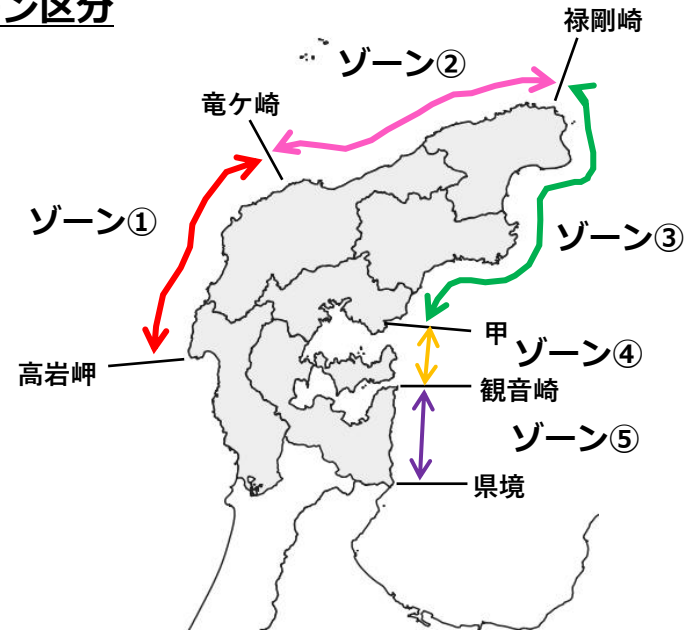 ン区分
禄剛崎
ゾーン②
竜ケ崎
ゾーン①
ゾーン③
甲
ゾーン④
高岩岬
観音崎
ゾーン⑤
県境